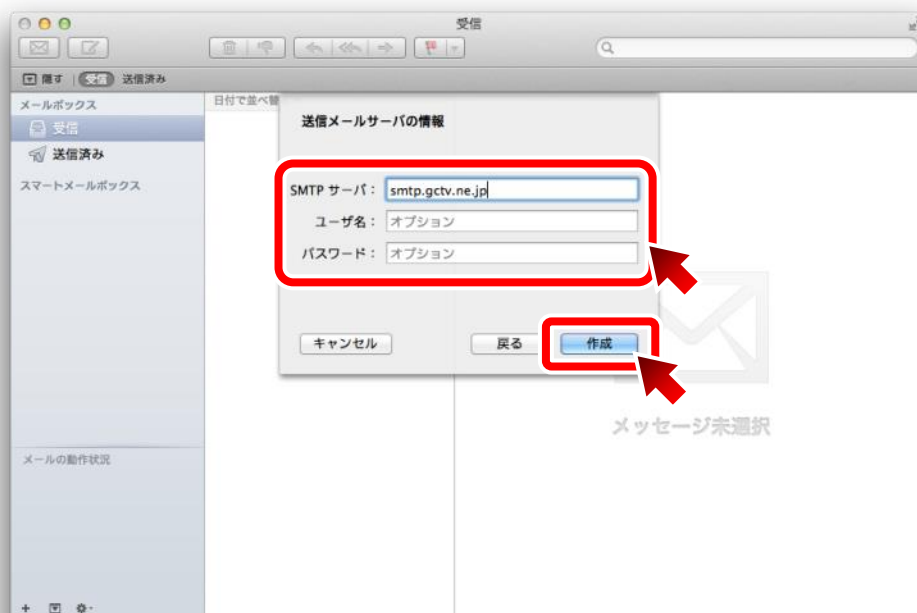 受信
隠す 受信 送信済み
メールボックス
受信
送信済み
スマートメールボックス
メールの動作状況
日付で並べ替
送信メールサーバの情報
SMTP サーバ： smtp.gctv.ne.jp
ユーザ名： オプション
パスワード： オプション
キャンセル 戻る 作成
メッセージ未選択